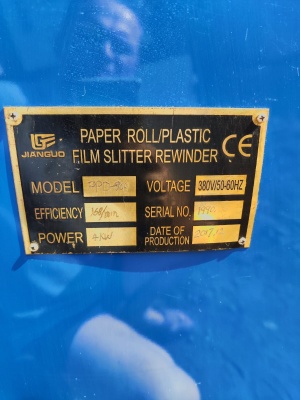 JIANGUO
PAPER ROLL/PLASTIC
FILM SLITTER REWINDER
CE
MODEL
VOLTAGE 380V/50-60HZ
EFFICIENCY
SERIAL NO.
POWER 4KW
DATE OF
PRODUCTION